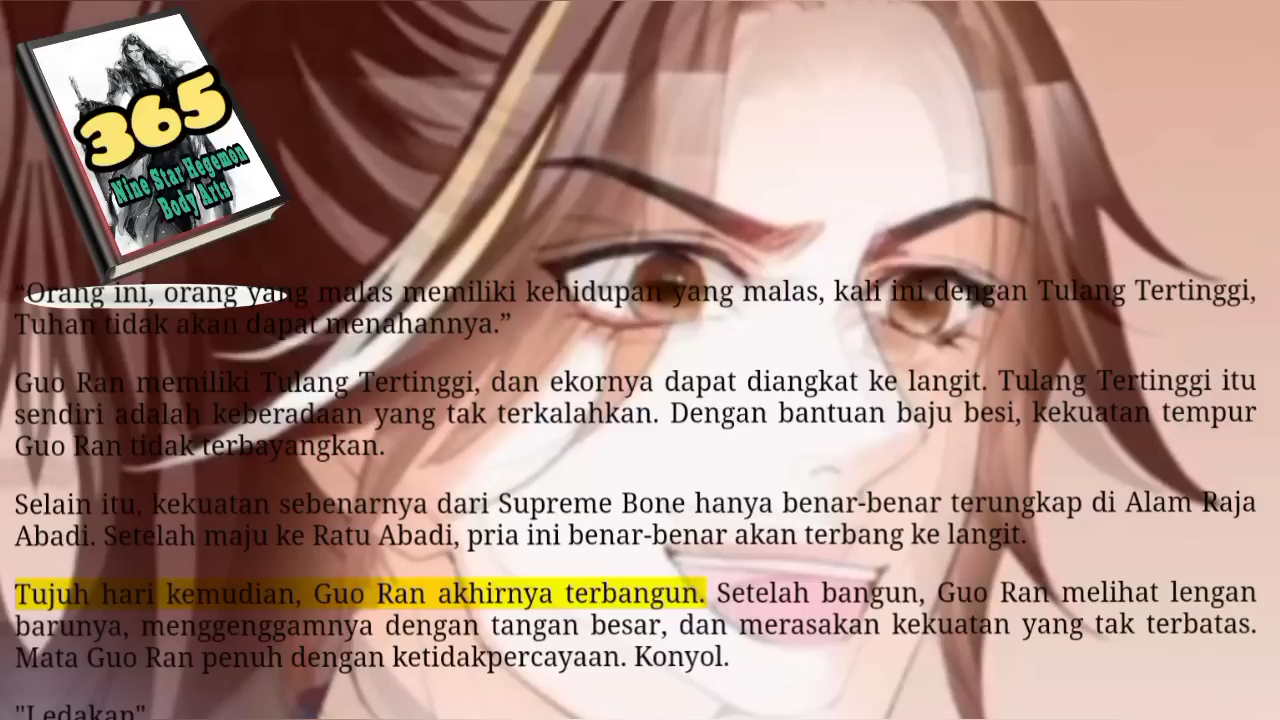 365
Nine Star Hegemon
Body Arts
“Orang ini, orang yang malas memiliki kehidupan yang malas, kali ini dengan Tulang Tertinggi,
Tuhan tidak akan dapat menahannya.”
Guo Ran memiliki Tulang Tertinggi, dan ekornya dapat diangkat ke langit. Tulang Tertinggi itu
sendiri adalah keberadaan yang tak terkalahkan. Dengan bantuan baju besi, kekuatan tempur
Guo Ran tidak terbayangkan.
Selain itu, kekuatan sebenarnya dari Supreme Bone hanya benar-benar terungkap di Alam Raja
Abadi. Setelah maju ke Ratu Abadi, pria ini benar-benar akan terbang ke langit.
Tujuh hari kemudian, Guo Ran akhirnya terbangun. Setelah bangun, Guo Ran melihat lengan
barunya, menggenggamnya dengan tangan besar, dan merasakan kekuatan yang tak terbatas.
Mata Guo Ran penuh dengan ketidakpercayaan. Konyol.
"Ledakan"